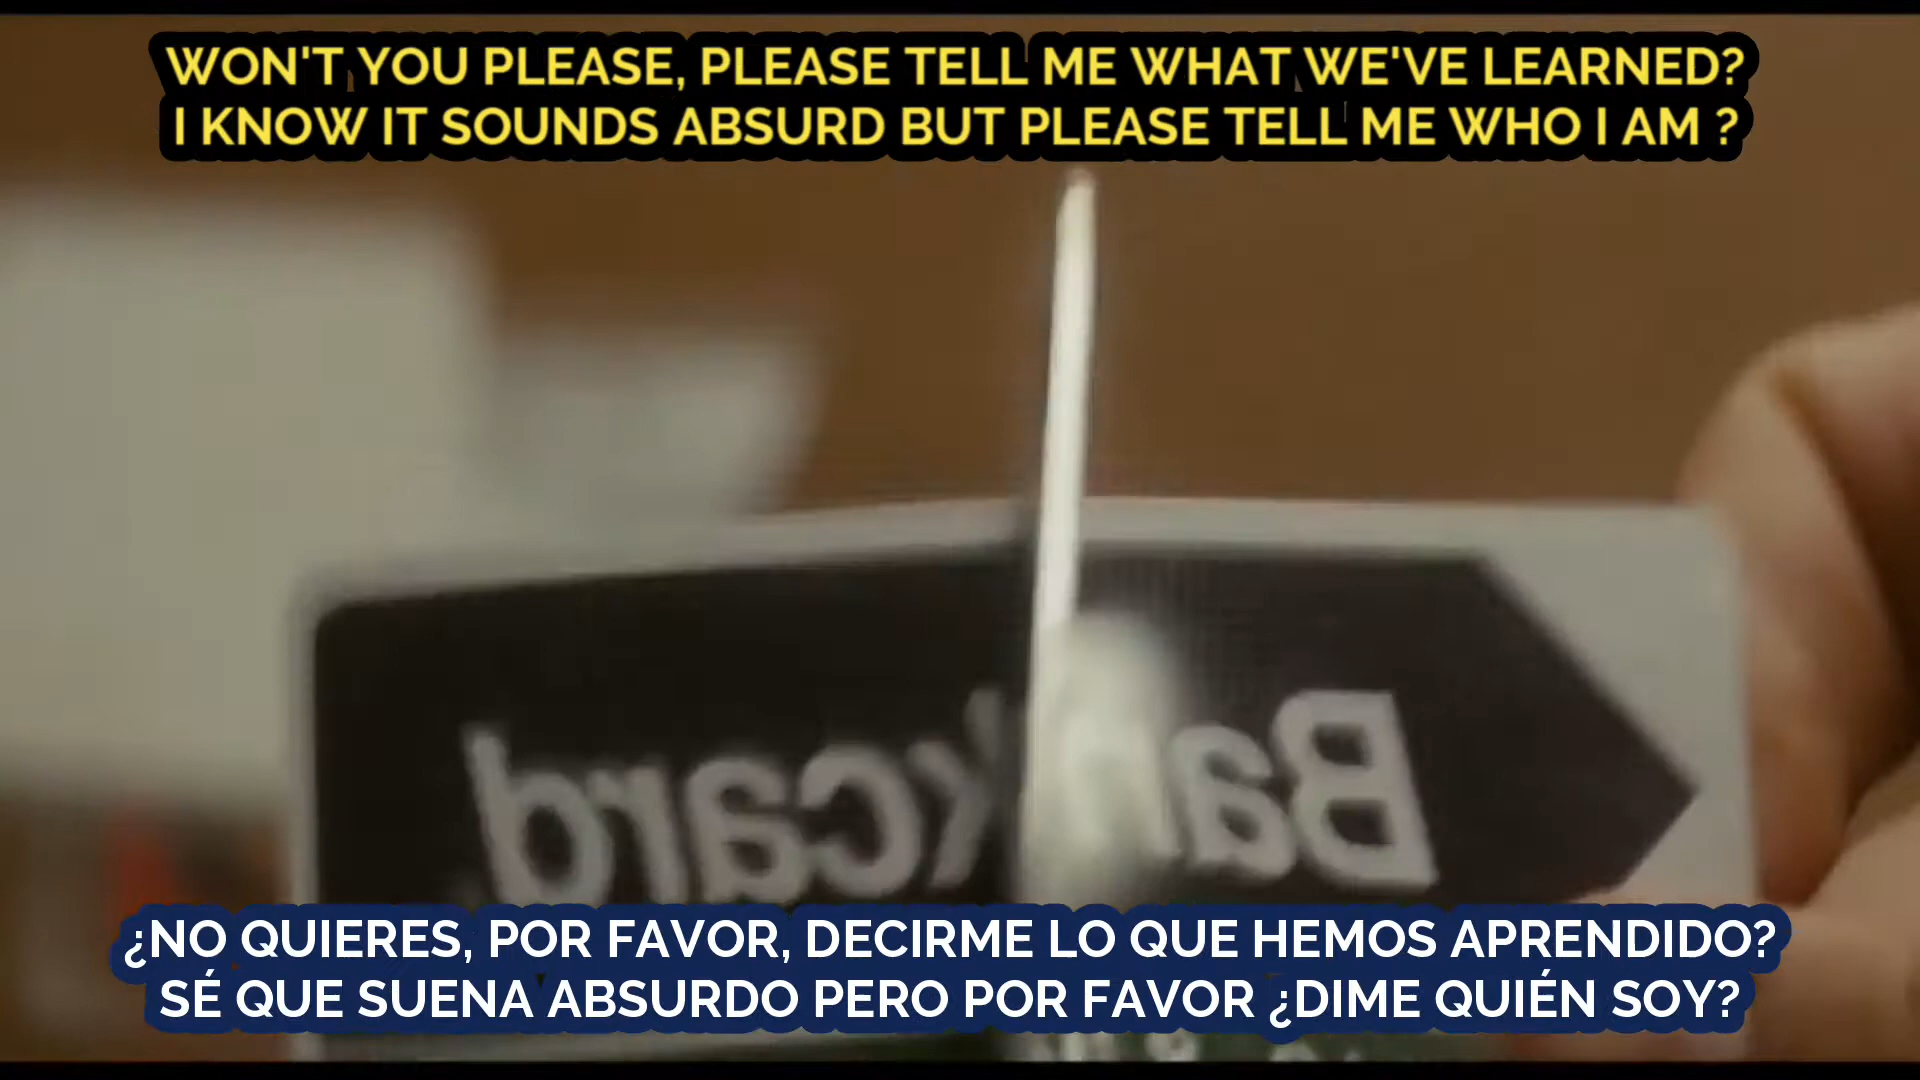 WON'T YOU PLEASE, PLEASE TELL ME WHAT WE'VE LEARNED?
I KNOW IT SOUNDS ABSURD BUT PLEASE TELL ME WHO I AM ?
¿NO QUIERES, POR FAVOR, DECIRME LO QUE HEMOS APRENDIDO?
SÉ QUE SUENA ABSURDO PERO POR FAVOR ¿DIME QUIÉN SOY?